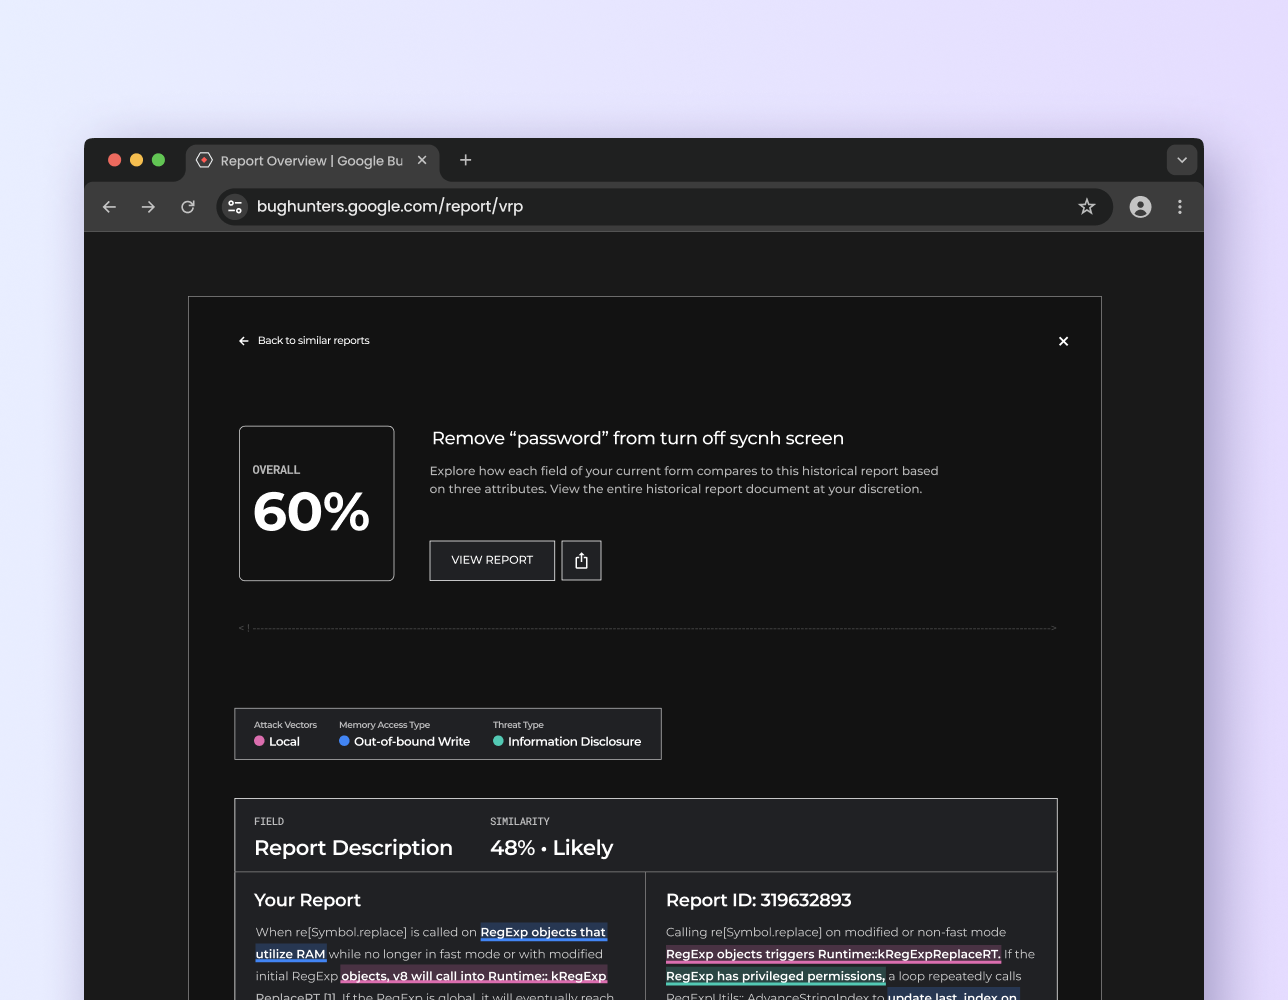 Report Overview | Google Bu
bughunters.google.com/report/vrp
Back to similar reports
OVERALL
60%
Remove “password” from turn off sycnh screen
Explore how each field of your current form compares to this historical report based
on three attributes. View the entire historical report document at your discretion.
VIEW REPORT
Attack Vectors
Local
Memory Access Type
Out-of-bound Write
Threat Type
Information Disclosure
FIELD
Report Description
SIMILARITY
48% • Likely
Your Report
When re[Symbol.replace] is called on RegExp objects that
utilize RAM while no longer in fast mode or with modified
initial RegExp objects, v8 will call into Runtime:: kRegExp
ReplaceRT [1]. If the RegExp is global, it will eventually reach
Report ID: 319632893
Calling re[Symbol.replace] on modified or non-fast mode
RegExp objects triggers Runtime::kRegExpReplaceRT. If the
RegExp has privileged permissions, a loop repeatedly calls
RegExpUtils:: AdvanceStringIndex to update last_index on